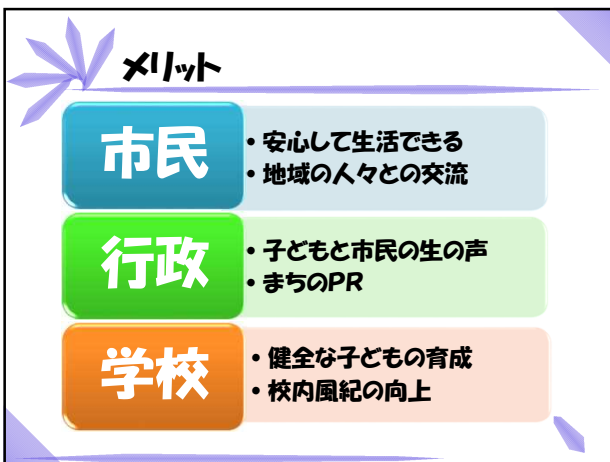 メリット
市民
・安心して生活できる
・地域の人々との交流
行政
・子どもと市民の生の声
・まちのPR
学校
・健全な子どもの育成
・校内風紀の向上